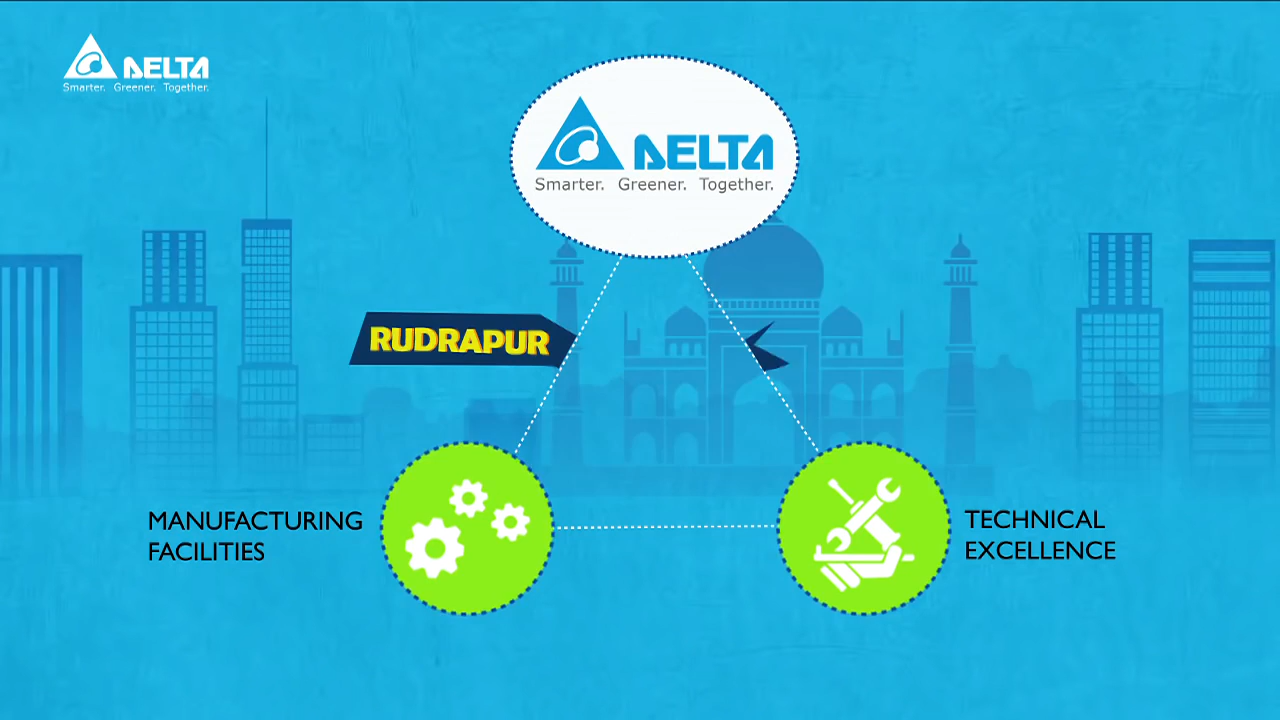 DELTA
Smarter. Greener. Together.
DELTA
Smarter. Greener. Together.
RUDRAPUR
MANUFACTURING
FACILITIES
TECHNICAL
EXCELLENCE